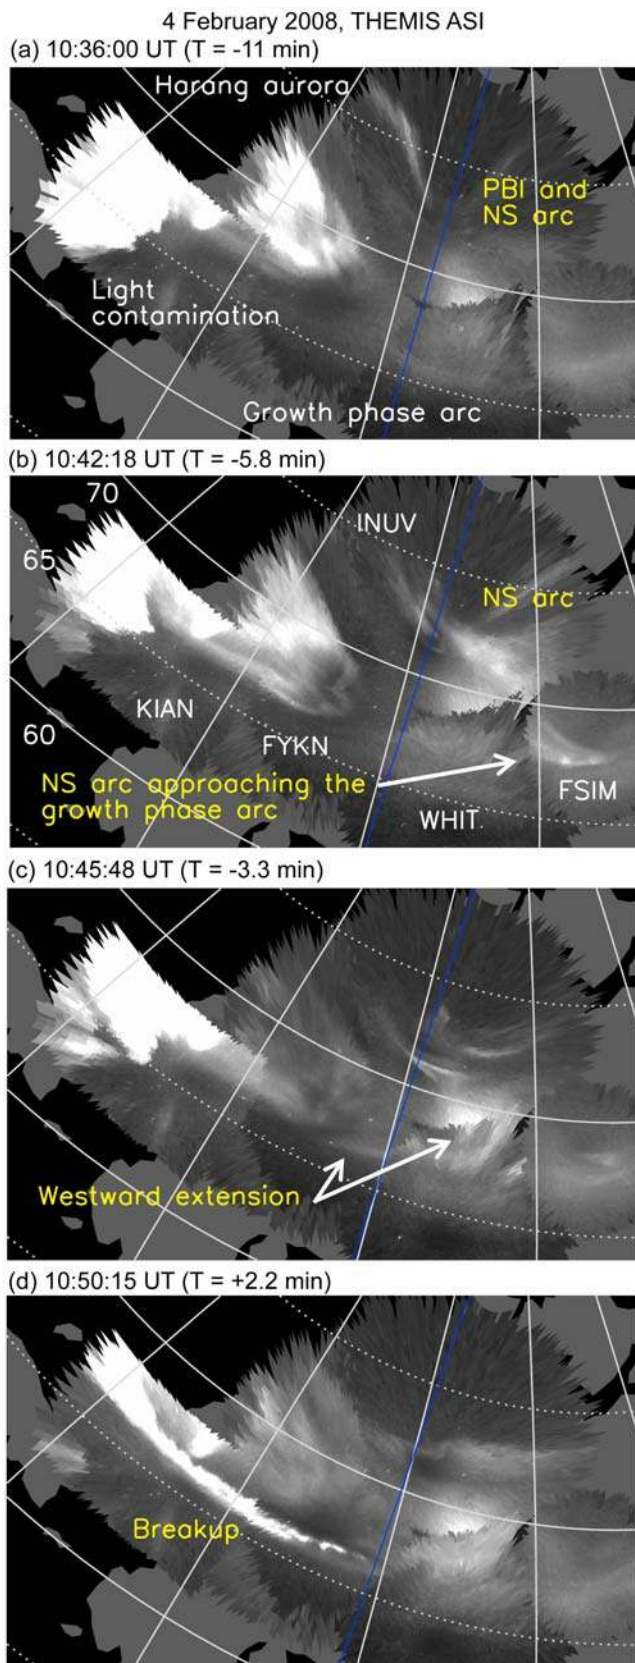 4 February 2008, THEMIS ASI
(a) 10:36:00 UT (T = -11 min)
Harang aurora
PBI and
NS arc
Light
contamination
Growth phase arc
(b) 10:42:18 UT (T = -5.8 min)
70
INUV
65
NS arc
KIAN
60
FYKN
NS arc approaching the
growth phase arc
FSIM
WHIT
(c) 10:45:48 UT (T = -3.3 min)
Westward extension
(d) 10:50:15 UT (T = +2.2 min)
Breakup